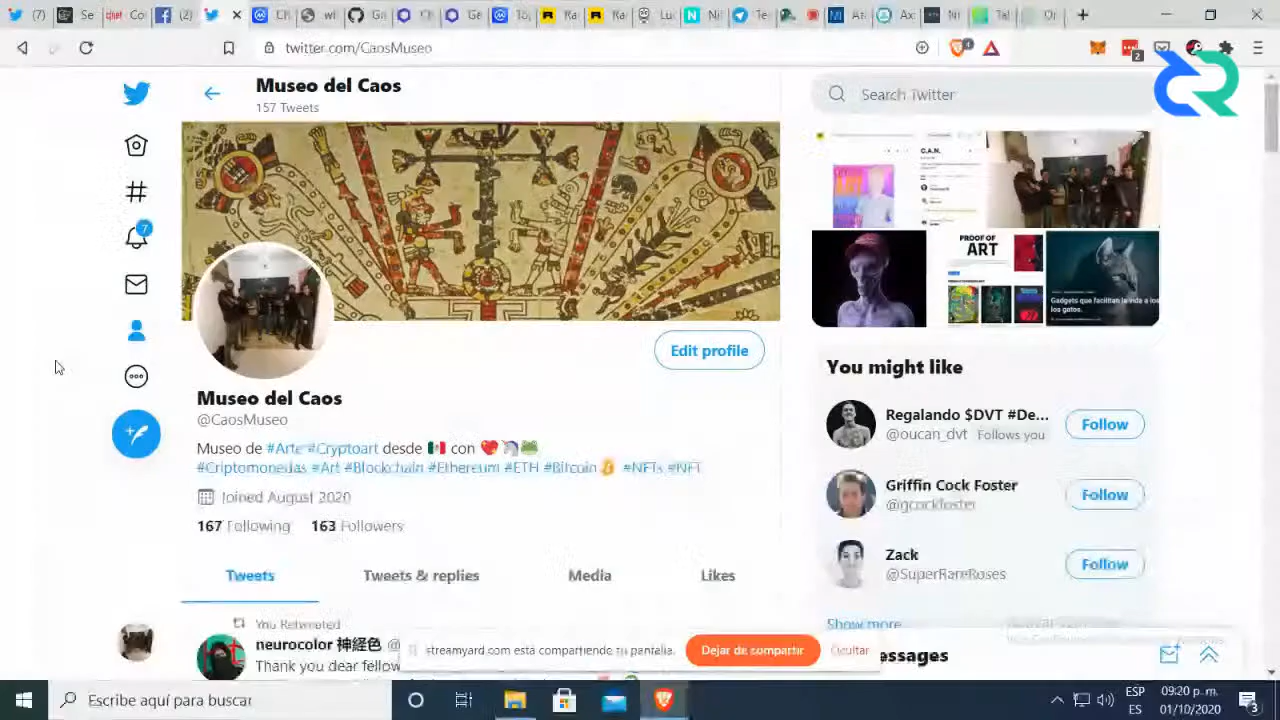 twitter.com/CaosMuseo
2
Museo del Caos
157 Tweets
Search Twitter
C.A.N.
PROOF OF
ART
Gadgets que facilitan la vida a los
los gatos.
7
Edit profile
Museo del Caos
@CaosMuseo
Museo de #Arte #Cryptoart desde 🇲🇽 con
#Criptomonedas #Art #Blockchain #Ethereum #ETH #Bitcoin #NFTs #NFT
Joined August 2020
167 Following 163 Followers
Tweets Tweets & replies Media Likes
You Retweeted
neurocolor 神経色 @
Thank you dear fellow
You might like
Regalando $DVT #De...
@oucan_dvt Follows you
Follow
Griffin Cock Foster
@gcockfoster
Follow
Zack
@SuperRareRoses
Follow
Show more
streamyard.com está compartiendo tu pantalla.
Dejar de compartir
Ocultar
essages
Escribe aquí para buscar
ESP
ES
09:20 p. m.
01/10/2020
3